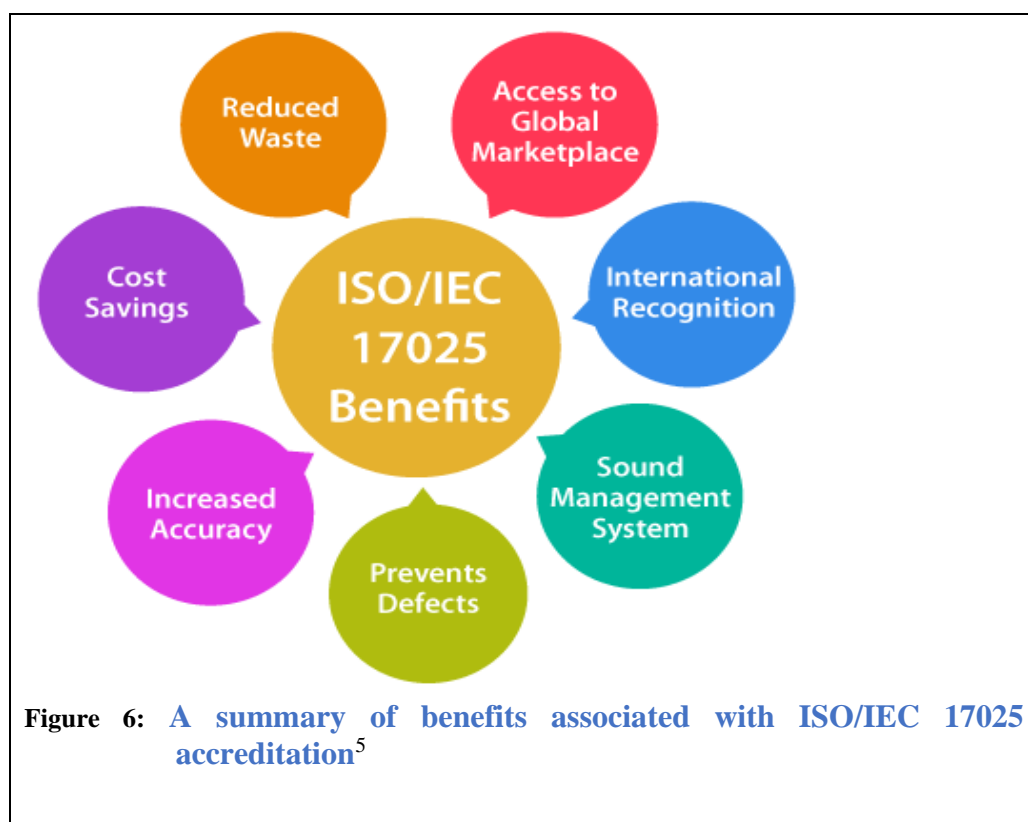 Reduced
Waste
Access to
Global
Marketplace
Cost
Savings
ISO/IEC
17025
Benefits
International
Recognition
Increased
Accuracy
Sound
Management
System
Prevents
Defects
Figure 6: A summary of benefits associated with ISO/IEC 17025
accreditation5